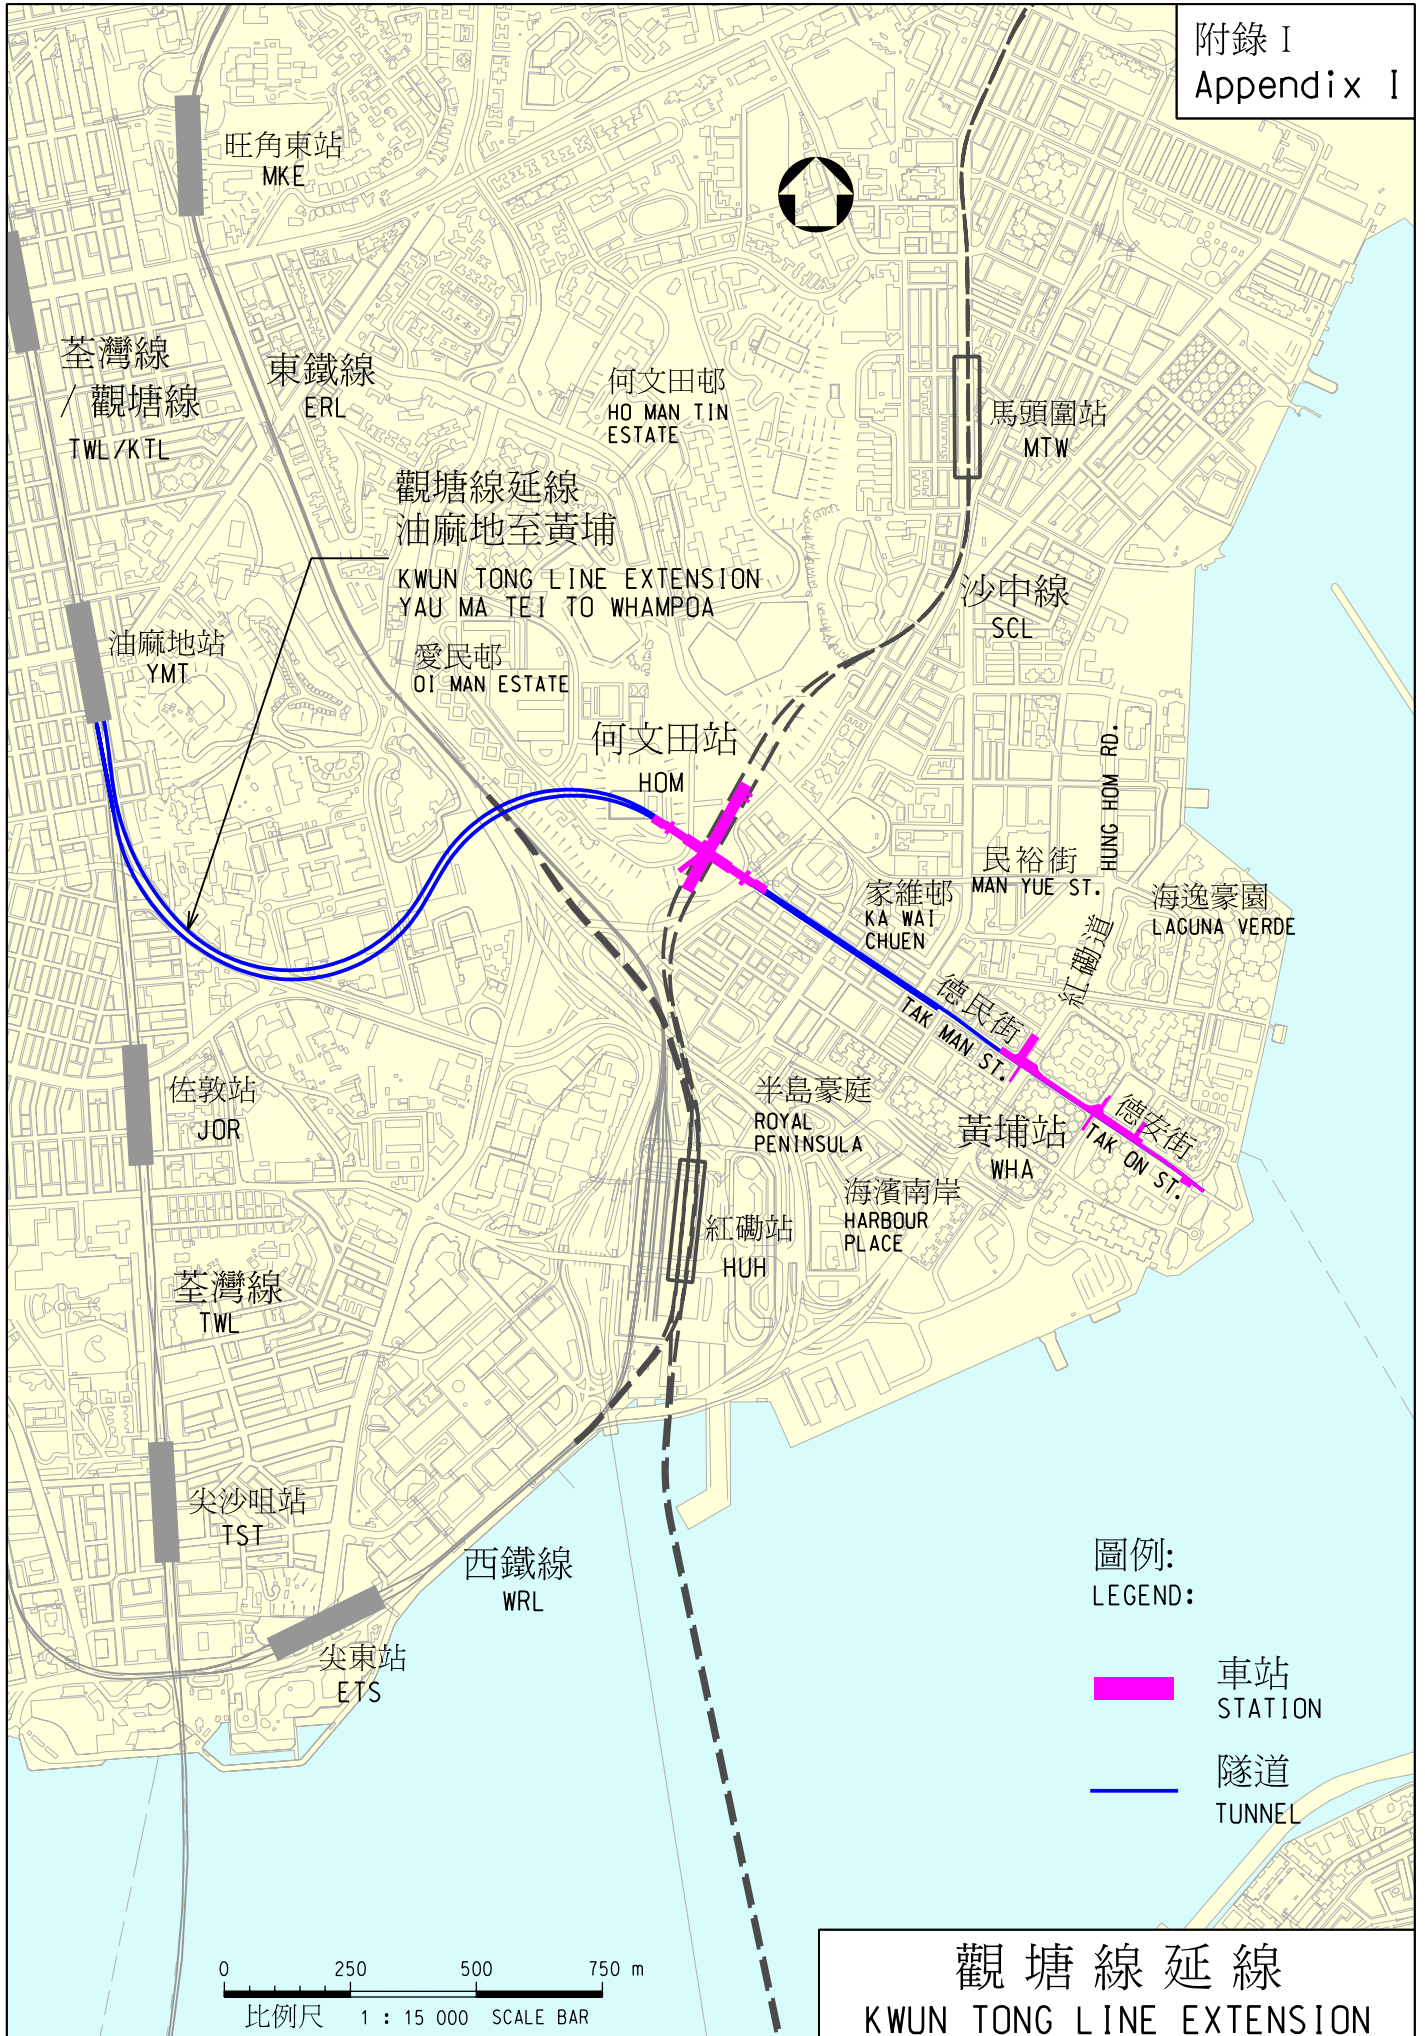 附錄 I
Appendix I
旺角東站
MKE
荃灣線
/ 觀塘線
TWL/KTL
東鐵線
ERL
何文田邨
HO MAN TIN
ESTATE
馬頭圍站
MTW
觀塘線延線
油麻地至黃埔
KWUN TONG LINE EXTENSION
YAU MA TEI TO WHAMPOA
沙中線
SCL
油麻地站
YMT
愛民邨
OI MAN ESTATE
何文田站
HOM
HUNG HOM RD.
紅磡道
民裕街
MAN YUE ST.
家維邨
KA WAI
CHUEN
海逸豪園
LAGUNA VERDE
德民街
TAK MAN ST.
佐敦站
JOR
半島豪庭
ROYAL
PENINSULA
黃埔站
WHA
德安街
TAK ON ST.
海濱南岸
HARBOUR
PLACE
紅磡站
HUH
荃灣線
TWL
尖沙咀站
TST
西鐵線
WRL
尖東站
ETS
圖例:
LEGEND:
車站
STATION
隧道
TUNNEL
0 250 500 750 m
比例尺 1 : 15 000 SCALE BAR
觀塘線延線
KWUN TONG LINE EXTENSION